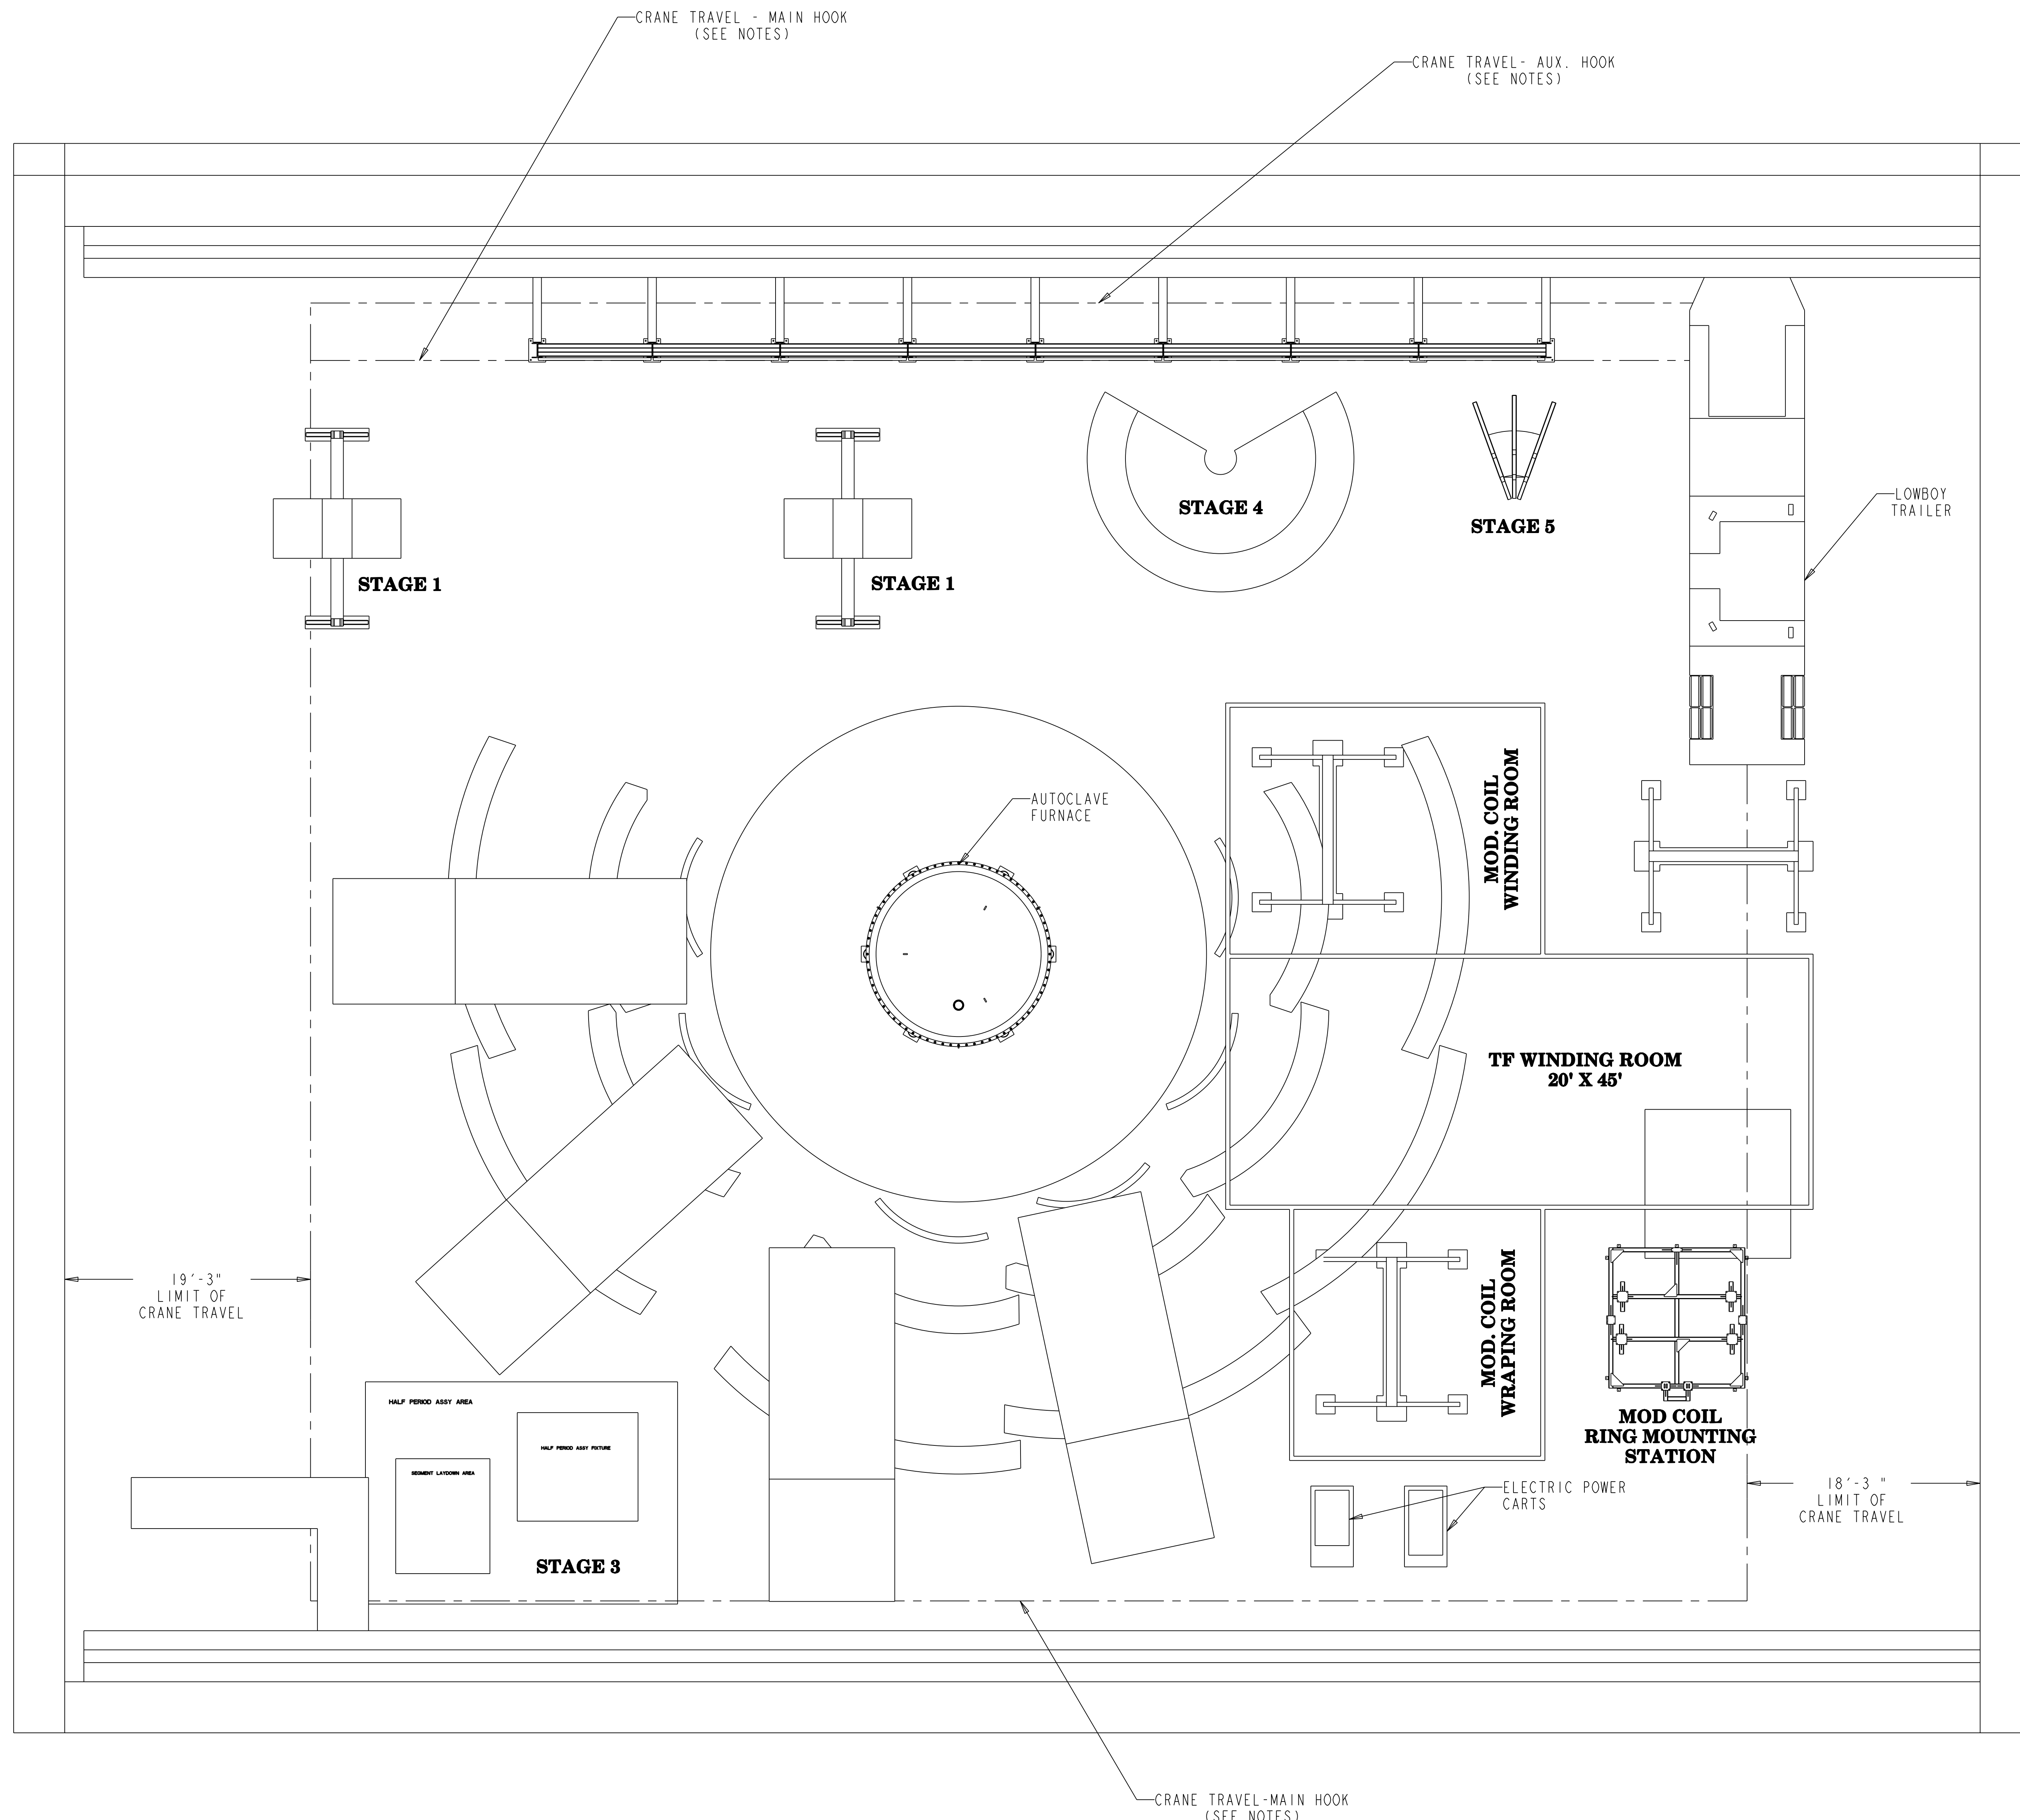 CRANE TRAVEL - MAIN HOOK
(SEE NOTES)
CRANE TRAVEL- AUX. HOOK
(SEE NOTES)
STAGE 4
STAGE 5
LOWBOY
TRAILER
STAGE 1
STAGE 1
AUTOCLAVE
FURNACE
MOD. COIL
WINDING ROOM
TF WINDING ROOM
20' X 45'
19'-3"
LIMIT OF
CRANE TRAVEL
MOD. COIL
WRAPING ROOM
HALF PERIOD ASSY AREA
HALF PERIOD ASSY FIXTURE
SEGMENT LAYDOWN AREA
STAGE 3
MOD COIL
RING MOUNTING
STATION
ELECTRIC POWER
CARTS
18'-3 "
LIMIT OF
CRANE TRAVEL
CRANE TRAVEL-MAIN HOOK
(SEE NOTES)